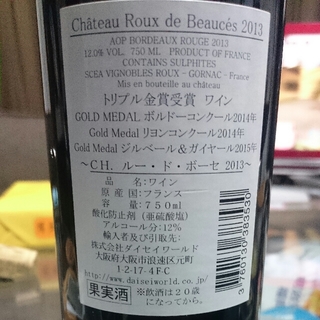 Château Roux de Beaucés 2013
AOP BORDEAUX ROUGE 2013
12.0% VOL. 750 ML PRODUCT OF FRANCE
CONTAINS SULPHITES
SCEA VIGNOBLES ROUX - GORNAC - France
Mis en bouteille au château
トリプル金賞受賞 ワイン
GOLD MEDAL ボルドーコンクール2014年
Gold Medal リヨンコンクール2014年
Gold Medal ジルベール&ガイヤール2015年
～CH. ルー・ド・ボーセ 2013～
品 名:ワイン
原 産 国:フランス
容 量:750ml
酸化防止剤（亜硫酸塩）
アルコール分:12%
輸入者及び引取先:
株式会社ダイセイワールド
大阪府大阪市浪速区元町
1-2-17-4F-C
http://www.daiseiworld.co.jp/
果実酒
※飲酒は20歳
になってから。
3760130383530